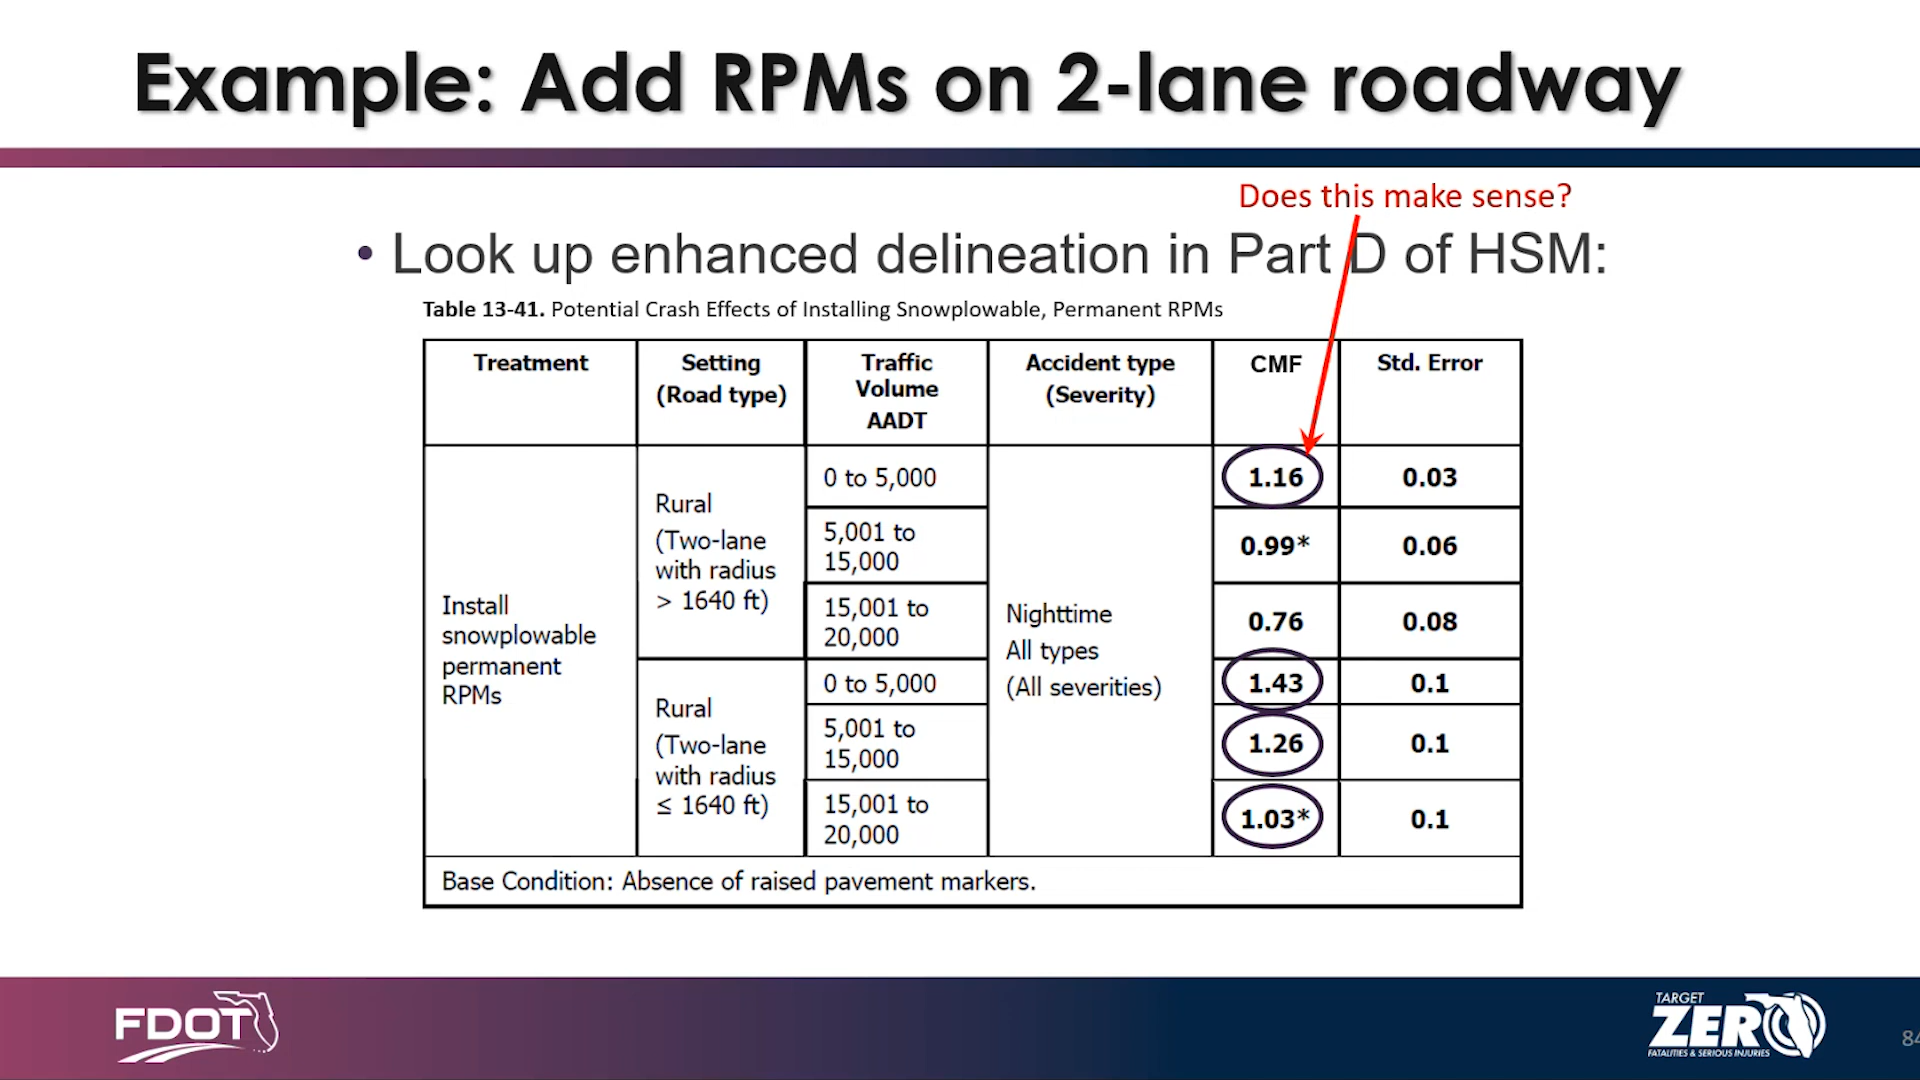 Example: Add RPMs on 2-lane roadway
Does this make sense?
• Look up enhanced delineation in Part D of HSM:
Table 13-41. Potential Crash Effects of Installing Snowplowable, Permanent RPMs
Treatment
Setting
(Road type)
Traffic
Volume
AADT
Accident type
(Severity)
CMF
Std. Error
Install
snowplowable
permanent
RPMs
Rural
(Two-lane
with radius
> 1640 ft)
0 to 5,000
5,001 to
15,000
15,001 to
20,000
Rural
(Two-lane
with radius
≤ 1640 ft)
0 to 5,000
5,001 to
15,000
15,001 to
20,000
Nighttime
All types
(All severities)
1.16
0.03
0.99*
0.06
0.76
0.08
1.43
0.1
1.26
0.1
1.03*
0.1
Base Condition: Absence of raised pavement markers.
FDOT
TARGET
ZERO
FATALITIES & SERIOUS INJURIES
84